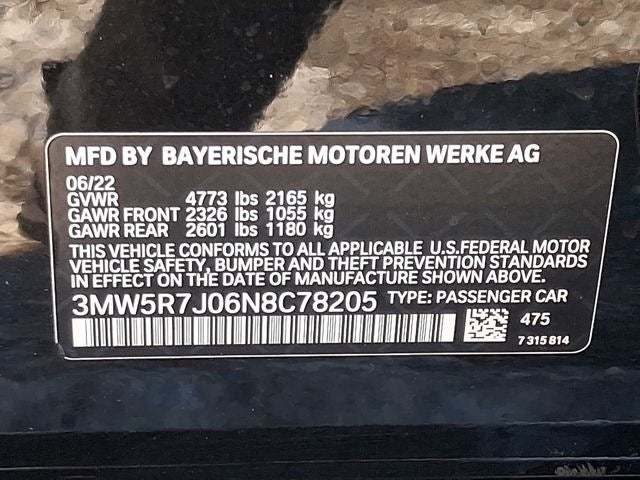 MFD BY BAYERISCHE MOTOREN WERKE AG
06/22
GVWR 4773 lbs 2165 kg
GAWR FRONT 2326 lbs 1055 kg
GAWR REAR 2601 lbs 1180 kg
THIS VEHICLE CONFORMS TO ALL APPLICABLE U.S.FEDERAL MOTOR
VEHICLE SAFETY, BUMPER AND THEFT PREVENTION STANDARDS IN
EFFECT ON THE DATE OF MANUFACTURE SHOWN ABOVE.
3MW5R7J06N8C78205 TYPE: PASSENGER CAR
475
7 315 814